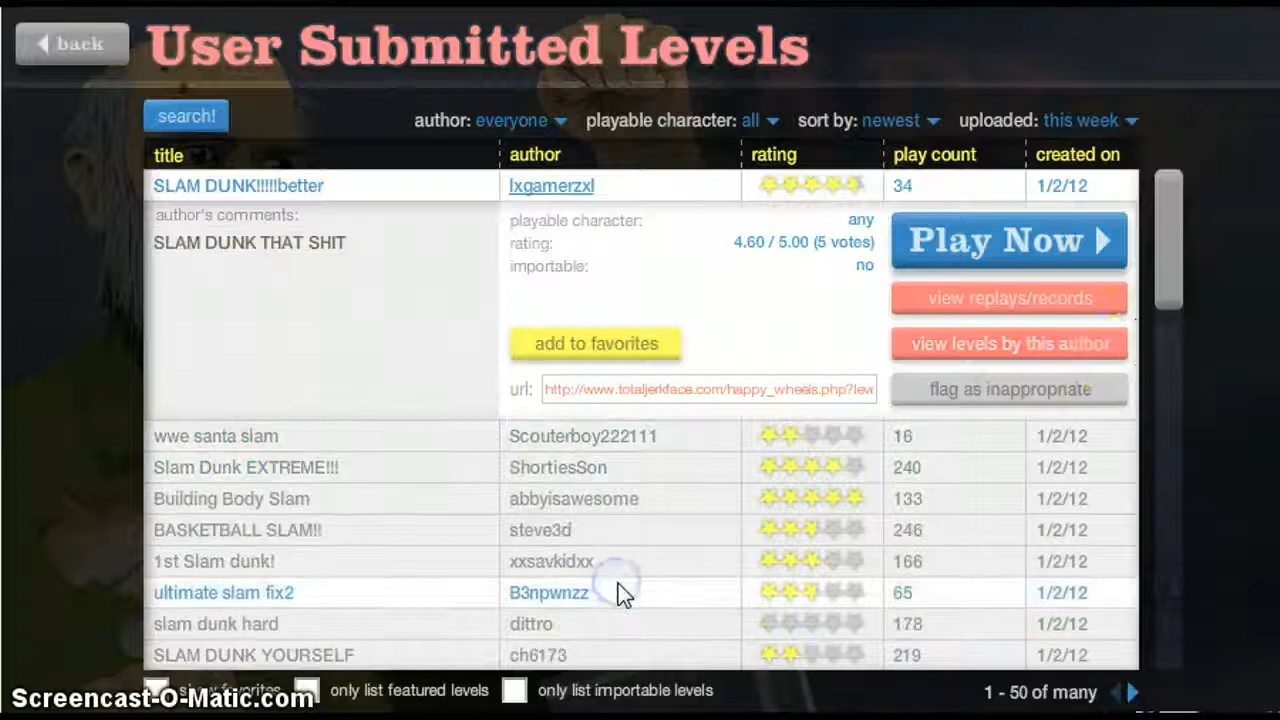 back
User Submitted Levels
search!
author: everyone playable character: all sort by: newest uploaded: this week
title author rating play count created on
SLAM DUNK!!!!!better lxgamerzxl 34 1/2/12
author's comments:
SLAM DUNK THAT SHIT
playable character: any
rating: 4.60 / 5.00 (5 votes)
importable: no
Play Now
view replays/records
add to favorites
view levels by this author
url: http://www.totaljerkface.com/happy_wheels.php?leve
flag as inappropriate
wwe santa slam Scouterboy222111 16 1/2/12
Slam Dunk EXTREME!!! ShortiesSon 240 1/2/12
Building Body Slam abbyisawesome 133 1/2/12
BASKETBALL SLAM!! steve3d 246 1/2/12
1st Slam dunk! xxsavkidxx 166 1/2/12
ultimate slam fix2 B3npwnzz 65 1/2/12
slam dunk hard dittro 178 1/2/12
SLAM DUNK YOURSELF ch6173 219 1/2/12
favorites only list featured levels only list importable levels 1 - 50 of many
Screencast-O-Matic.com